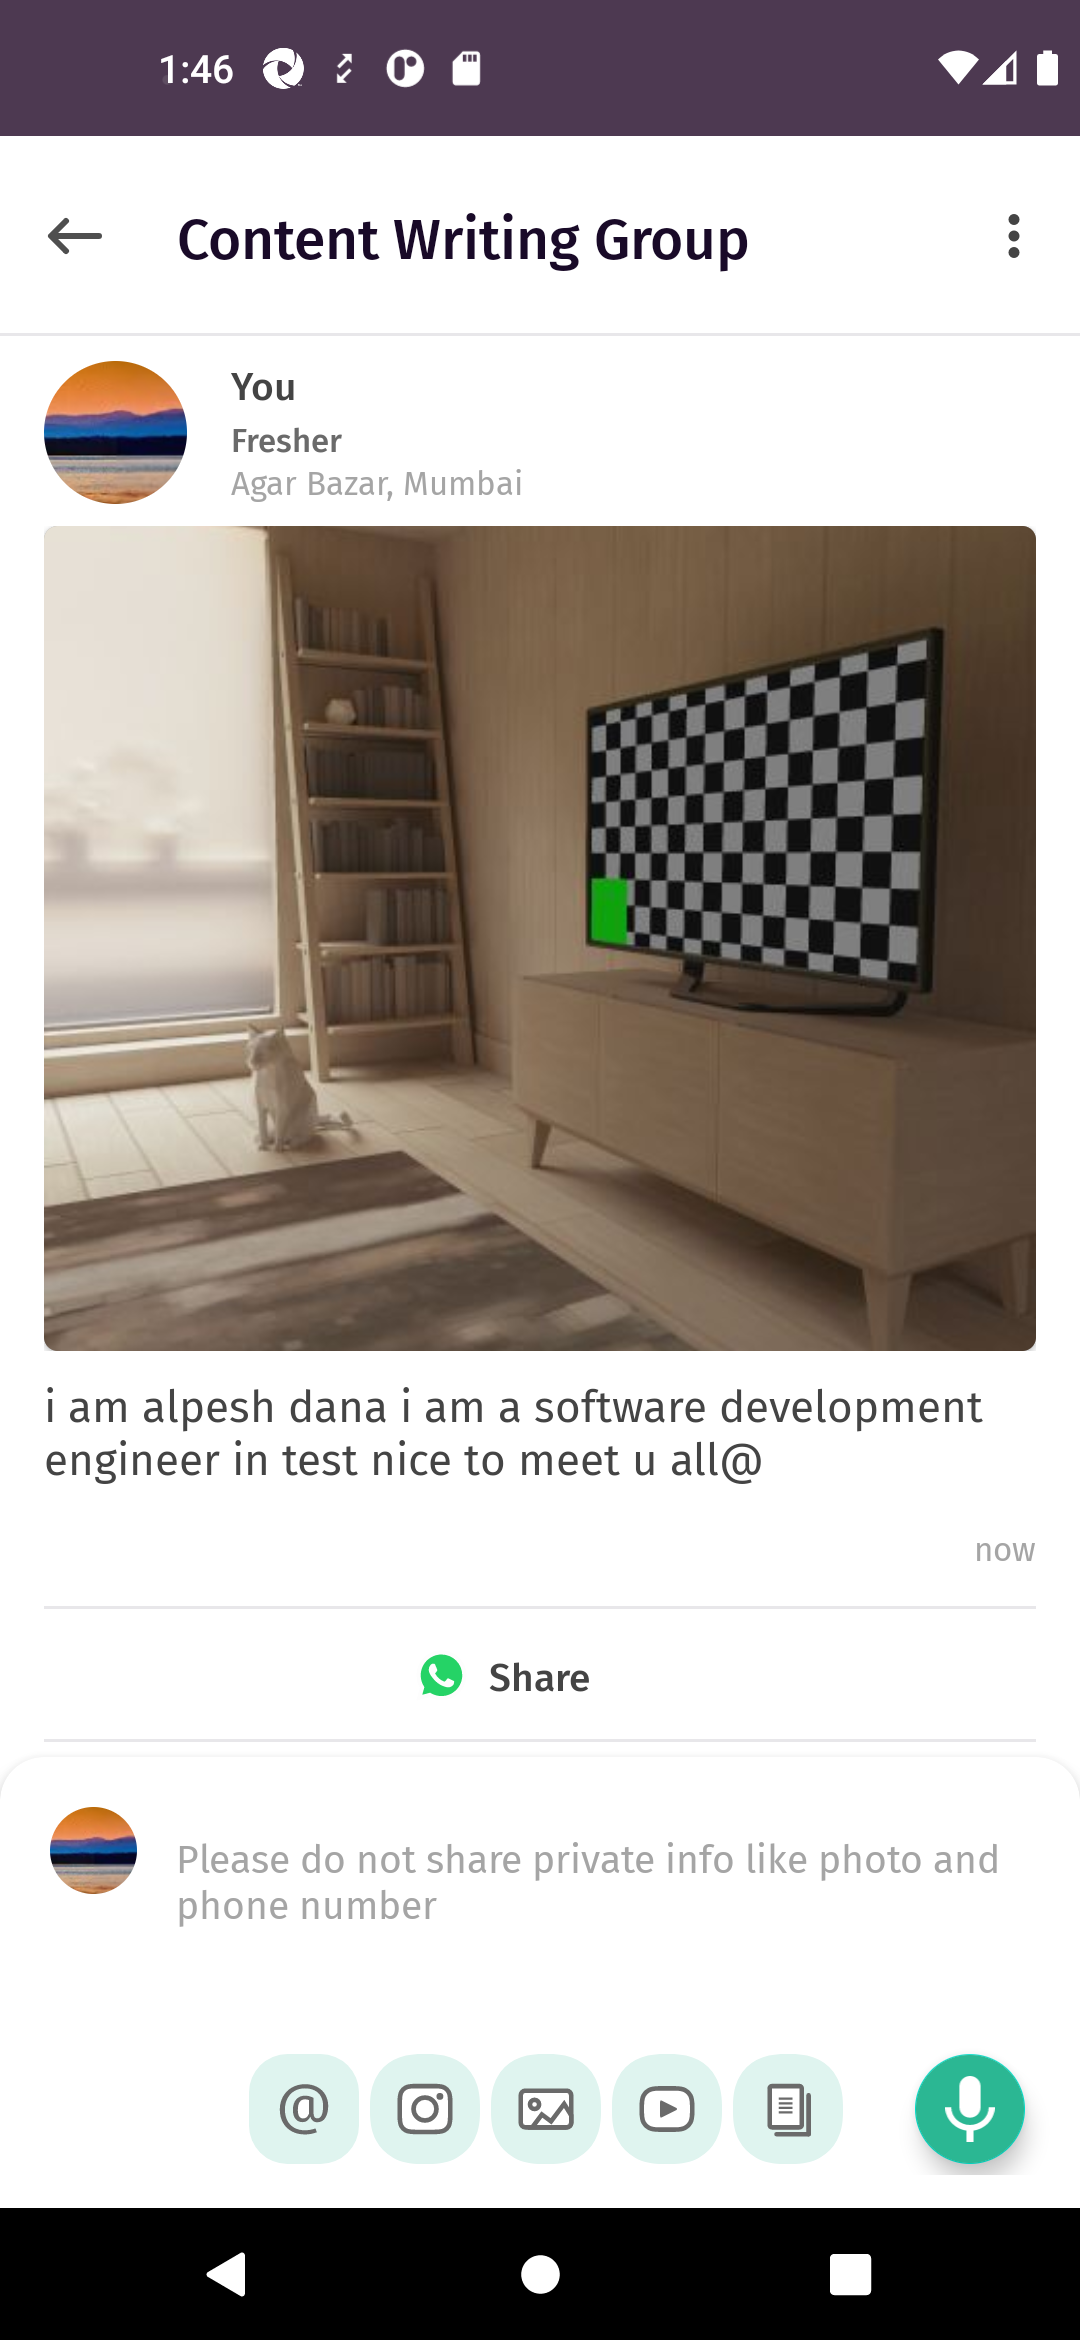 1:46
Content Writing Group
You
Fresher
Agar Bazar, Mumbai
i am alpesh dana i am a software development
engineer in test nice to meet u all@
now
Share
Please do not share private info like photo and
phone number
@